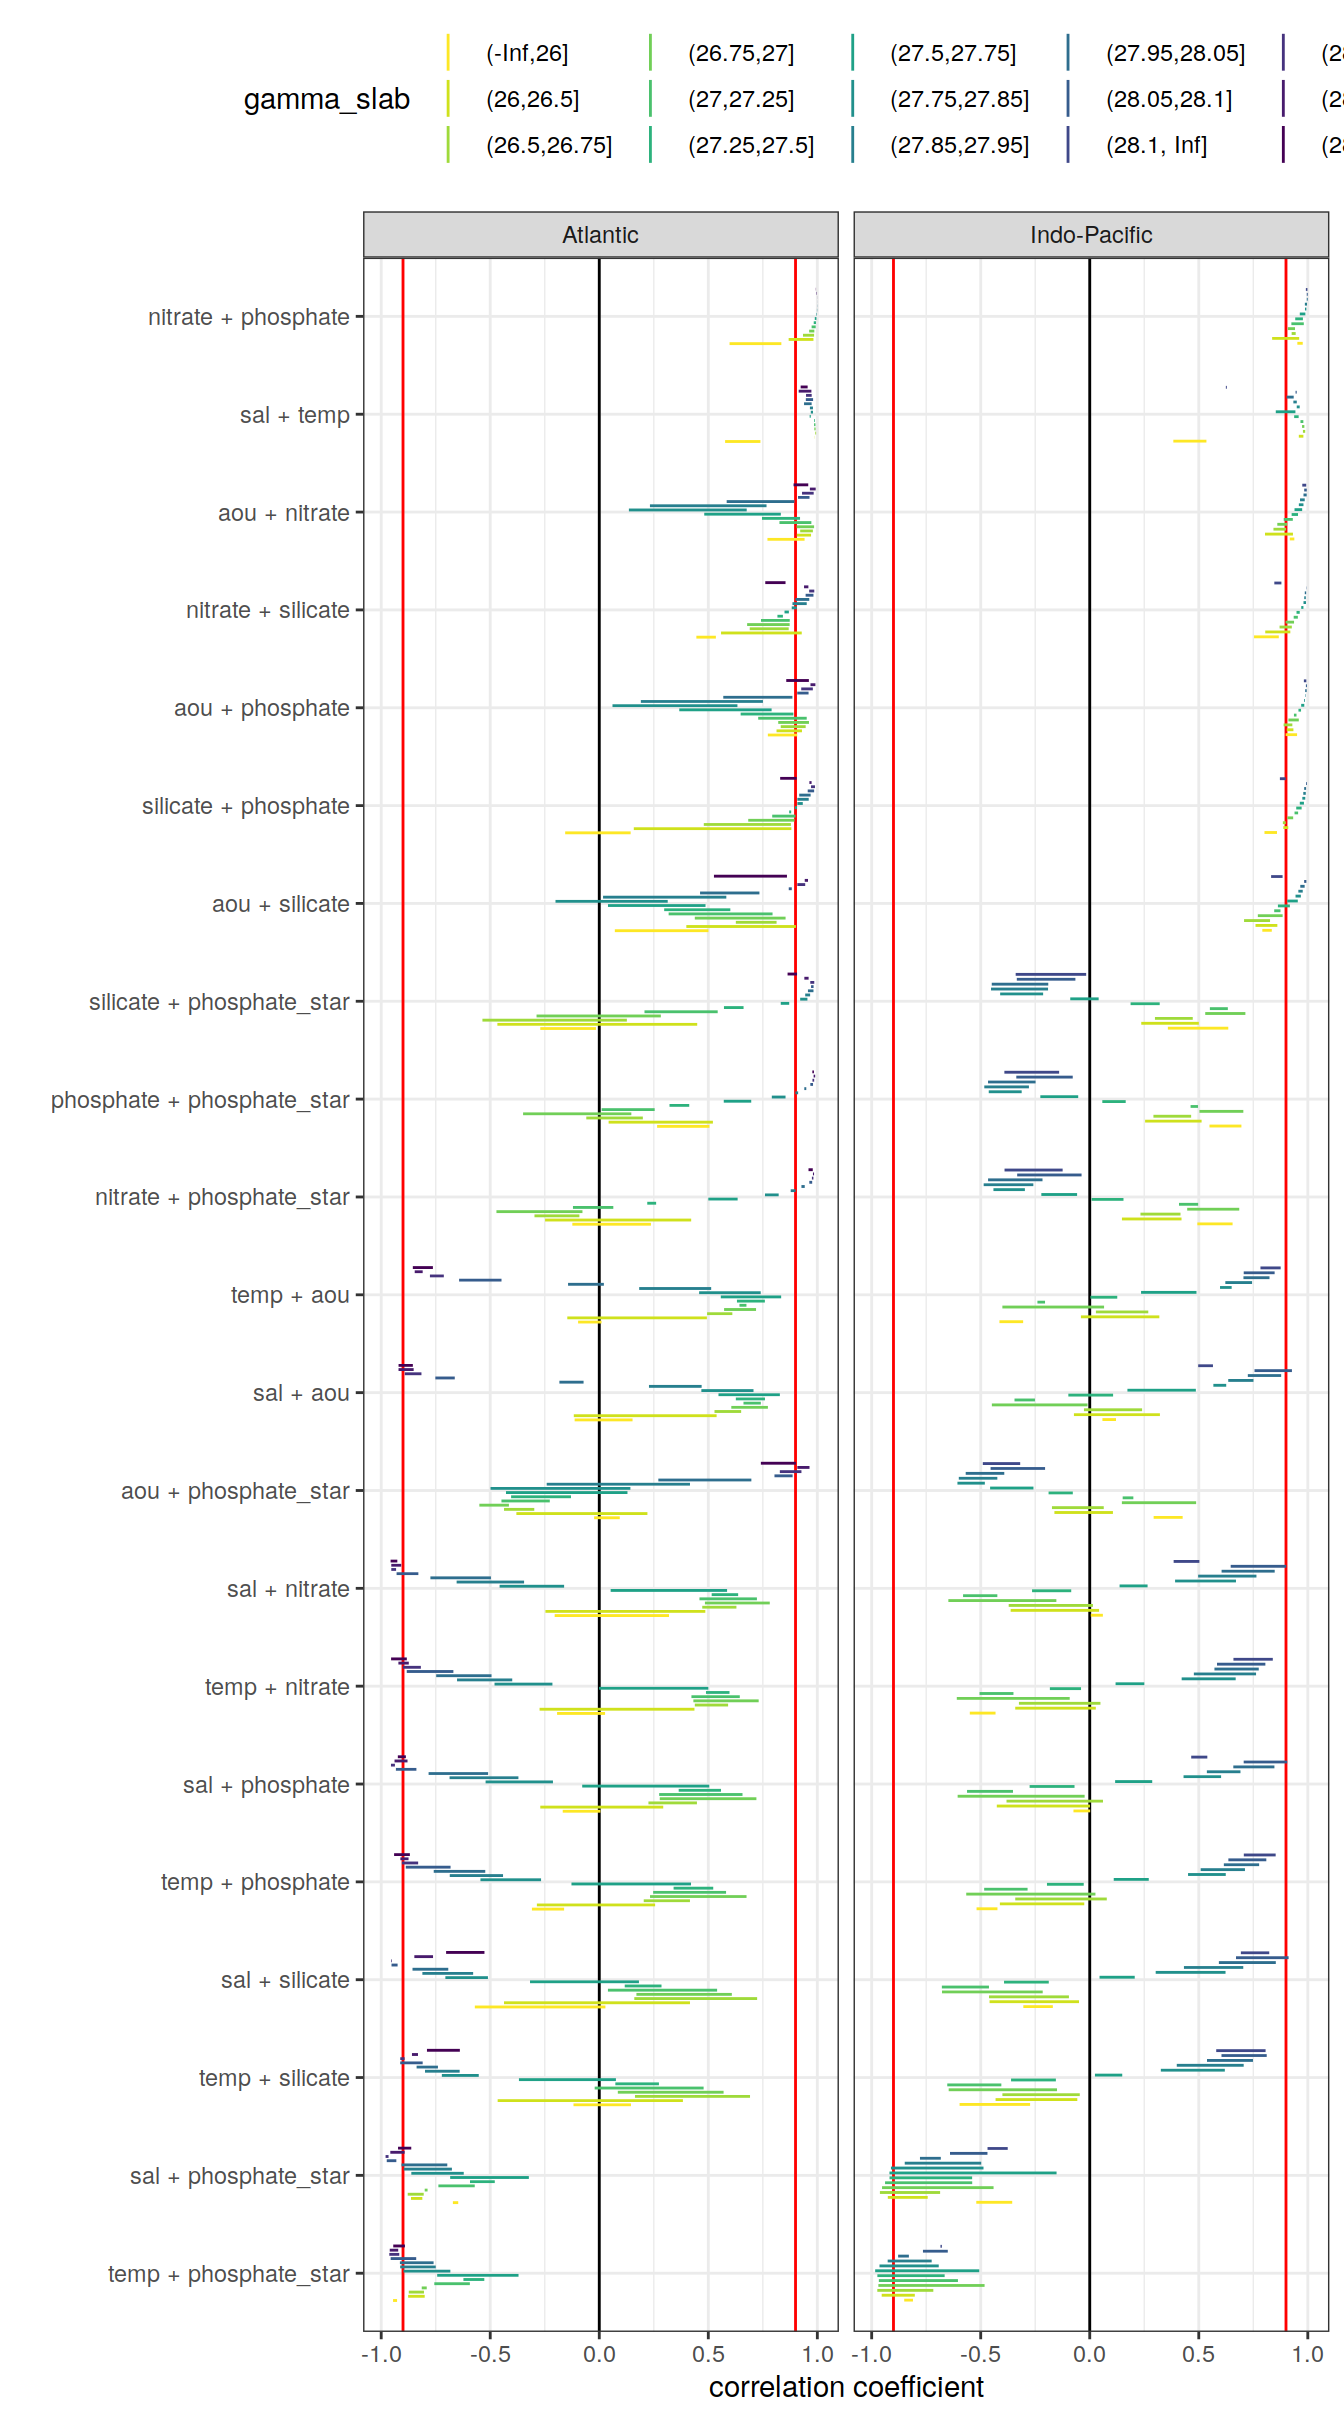 gamma_slab
(-Inf,26] (26.75,27] (27.5,27.75] (27.95,28.05]
(26,26.5] (27,27.25] (27.75,27.85] (28.05,28.1]
(26.5,26.75] (27.25,27.5] (27.85,27.95] (28.1, Inf]
Atlantic Indo-Pacific
nitrate + phosphate
sal + temp
aou + nitrate
nitrate + silicate
aou + phosphate
silicate + phosphate
aou + silicate
silicate + phosphate_star
phosphate + phosphate_star
nitrate + phosphate_star
temp + aou
sal + aou
aou + phosphate_star
sal + nitrate
temp + nitrate
sal + phosphate
temp + phosphate
sal + silicate
temp + silicate
sal + phosphate_star
temp + phosphate_star
-1.0 -0.5 0.0 0.5 1.0 -1.0 -0.5 0.0 0.5 1.0
correlation coefficient